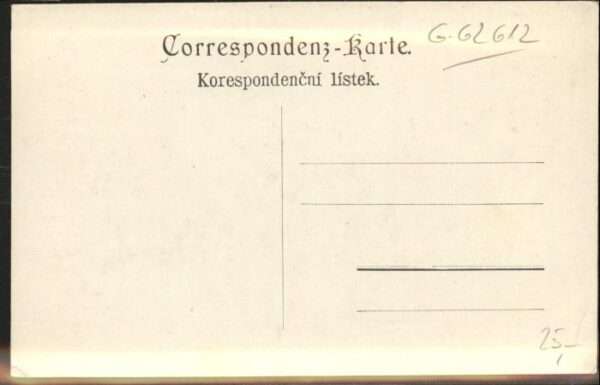 Correspondenz-Karte.
G-62612
Korespondenční lístek.
25,-